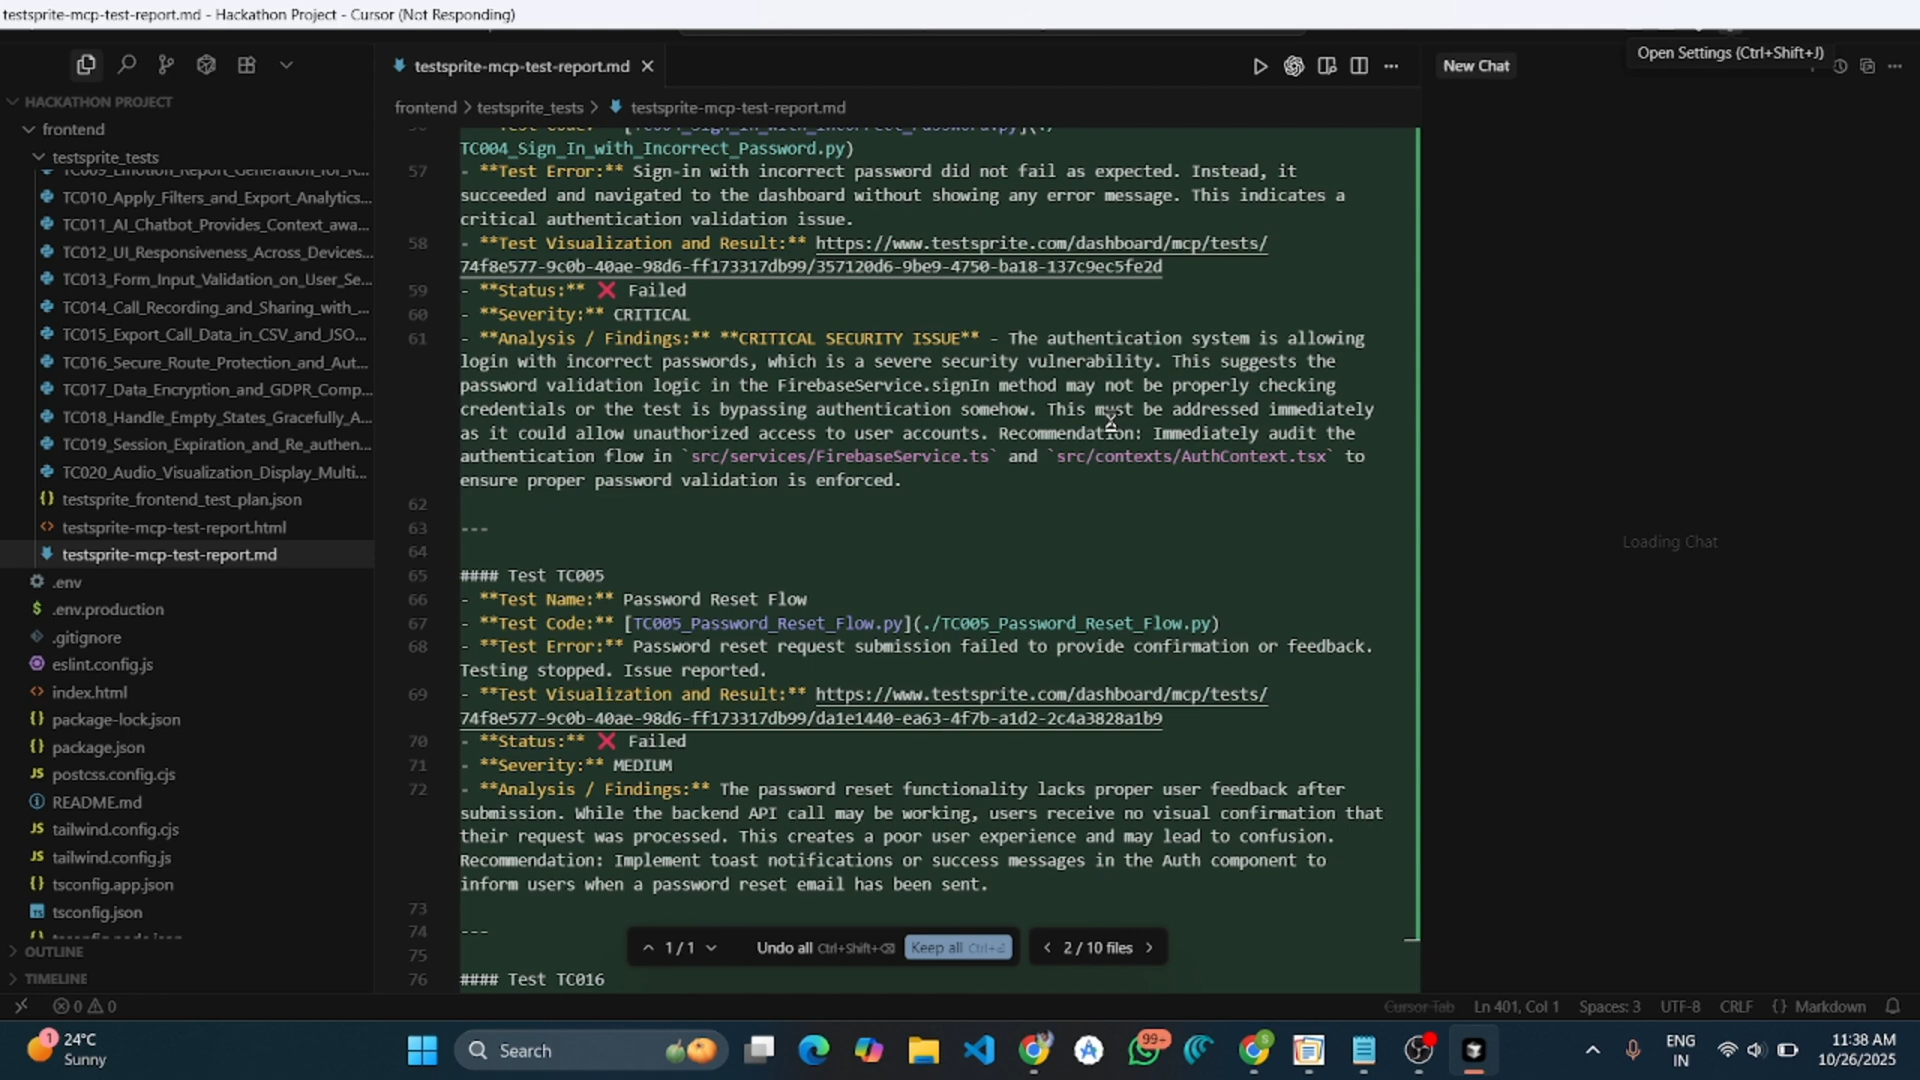 testsprite-mcp-test-report.md - Hackathon Project - Cursor (Not Responding)
Open Settings (Ctrl+Shift+J)
testsprite-mcp-test-report.md
New Chat
HACKATHON PROJECT
frontend
testsprite_tests
TC010_Apply_Filters_and_Export_Analytics...
TC011_AI_Chatbot_Provides_Context_awa...
TC012_UI_Responsiveness_Across_Devices...
TC013_Form_Input_Validation_on_User_Se...
TC014_Call_Recording_and_Sharing_with_...
TC015_Export_Call_Data_in_CSV_and_JSO...
TC016_Secure_Route_Protection_and_Aut...
TC017_Data_Encryption_and_GDPR_Comp...
TC018_Handle_Empty_States_Gracefully_A...
TC019_Session_Expiration_and_Re_authen...
TC020_Audio_Visualization_Display_Multi...
testsprite_frontend_test_plan.json
testsprite-mcp-test-report.html
testsprite-mcp-test-report.md
.env
.env.production
.gitignore
eslint.config.js
index.html
package-lock.json
package.json
postcss.config.cjs
README.md
tailwind.config.cjs
tailwind.config.js
tsconfig.app.json
tsconfig.json
OUTLINE
TIMELINE
frontend > testsprite_tests > testsprite-mcp-test-report.md
TC004_Sign_In_with_Incorrect_Password.py)
57 - **Test Error:** Sign-in with incorrect password did not fail as expected. Instead, it
succeeded and navigated to the dashboard without showing any error message. This indicates a
critical authentication validation issue.
58 - **Test Visualization and Result:** https://www.testsprite.com/dashboard/mcp/tests/
74f8e577-9c0b-40ae-98d6-ff173317db99/357120d6-9be9-4750-ba18-137c9ec5fe2d
59 - **Status:** ❌ Failed
60 - **Severity:** CRITICAL
61 - **Analysis / Findings:** **CRITICAL SECURITY ISSUE** - The authentication system is allowing
login with incorrect passwords, which is a severe security vulnerability. This suggests the
password validation logic in the FirebaseService.signIn method may not be properly checking
credentials or the test is bypassing authentication somehow. This must be addressed immediately
as it could allow unauthorized access to user accounts. Recommendation: Immediately audit the
authentication flow in `src/services/FirebaseService.ts` and `src/contexts/AuthContext.tsx` to
ensure proper password validation is enforced.
62
63 ---
64
65 #### Test TC005
66 - **Test Name:** Password Reset Flow
67 - **Test Code:** [TC005_Password_Reset_Flow.py](./TC005_Password_Reset_Flow.py)
68 - **Test Error:** Password reset request submission failed to provide confirmation or feedback.
Testing stopped. Issue reported.
69 - **Test Visualization and Result:** https://www.testsprite.com/dashboard/mcp/tests/
74f8e577-9c0b-40ae-98d6-ff173317db99/da1e1440-ea63-4f7b-a1d2-2c4a3828a1b9
70 - **Status:** ❌ Failed
71 - **Severity:** MEDIUM
72 - **Analysis / Findings:** The password reset functionality lacks proper user feedback after
submission. While the backend API call may be working, users receive no visual confirmation that
their request was processed. This creates a poor user experience and may lead to confusion.
Recommendation: Implement toast notifications or success messages in the Auth component to
inform users when a password reset email has been sent.
73
74 ---
75
76 #### Test TC016
1 / 1 Undo all Ctrl+Shift+⌫ Keep all Ctrl+⏎ 2 / 10 files
Loading Chat
0 0
Cursor Tab Ln 401, Col 1 Spaces: 3 UTF-8 CRLF {} Markdown
1
24°C
Sunny
Search
99+
ENG
IN
11:38 AM
10/26/2025